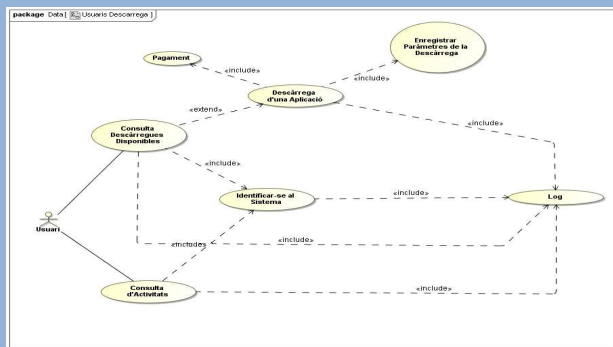 package Data [ Usuaris Descarrega ]
Enregistrar
Paràmetres de la
Descàrrega
Pagament
«include»
«include»
Descàrrega
d'una Aplicació
«extend»
Consulta
Descàrregues
Disponibles
«include»
«include»
Identificar-se al
Sistema
«include»
Log
Usuari
«include»
«include»
Consulta
d'Activitats
«include»